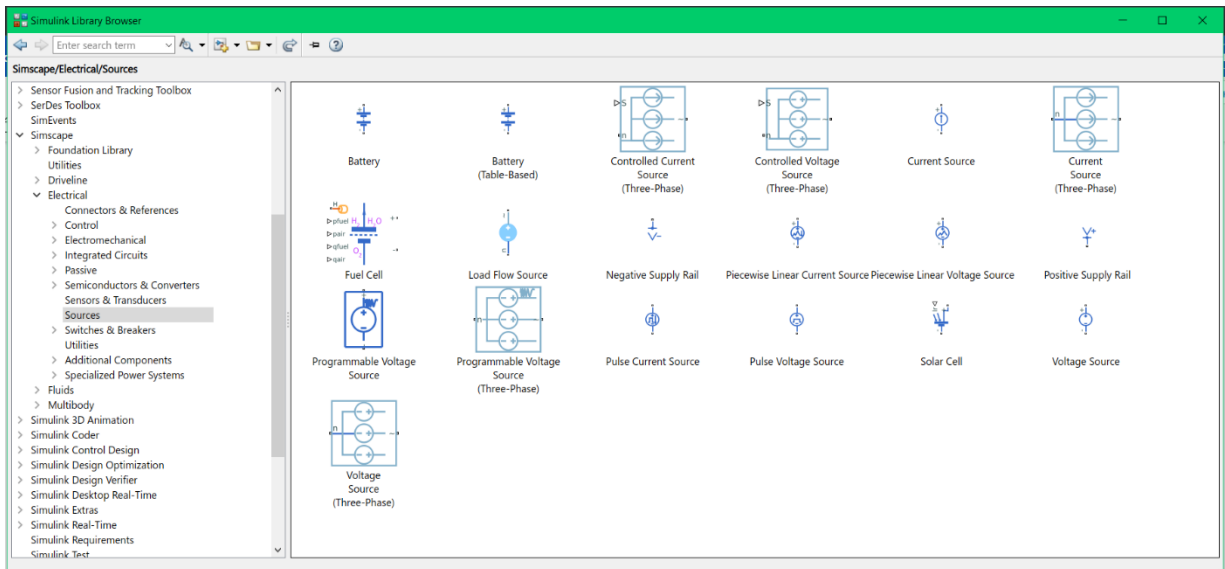 Simulink Library Browser
Enter search term
Simscape/Electrical/Sources
Sensor Fusion and Tracking Toolbox
SerDes Toolbox
SimEvents
Simscape
Foundation Library
Utilities
Driveline
Electrical
Connectors & References
Control
Electromechanical
Integrated Circuits
Passive
Semiconductors & Converters
Sensors & Transducers
Sources
Switches & Breakers
Utilities
Additional Components
Specialized Power Systems
Fluids
Multibody
Simulink 3D Animation
Simulink Coder
Simulink Control Design
Simulink Design Optimization
Simulink Design Verifier
Simulink Desktop Real-Time
Simulink Extras
Simulink Real-Time
Simulink Requirements
Simulink Test
Battery
Battery
(Table-Based)
S
n
Controlled Current
Source
(Three-Phase)
S
n
Controlled Voltage
Source
(Three-Phase)
Current Source
n
Current
Source
(Three-Phase)
H
pfuel
pair
qfuel
qair
H2 H2O
O2
Fuel Cell
Load Flow Source
V-
Negative Supply Rail
Piecewise Linear Current Source
Piecewise Linear Voltage Source
V+
Positive Supply Rail
Programmable Voltage
Source
n
Programmable Voltage
Source
(Three-Phase)
Pulse Current Source
Pulse Voltage Source
Solar Cell
Voltage Source
n
Voltage
Source
(Three-Phase)